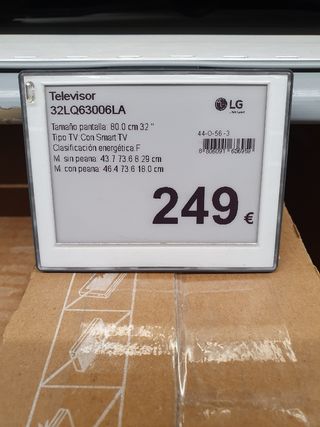 Televisor
32LQ63006LA
LG
Tamaño pantalla: 80.0 cm 32 "
Tipo TV: Con Smart TV
Clasificación energética:F
M. sin peana: 43.7 73.6 8.29 cm
M. con peana: 46.4 73.6 18.0 cm
44-0-56-3
249 €